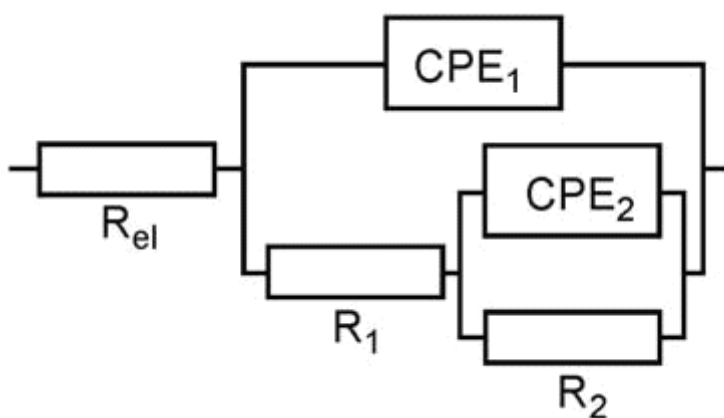 CPE₁
CPE₂
Rₑₗ
R₁
R₂